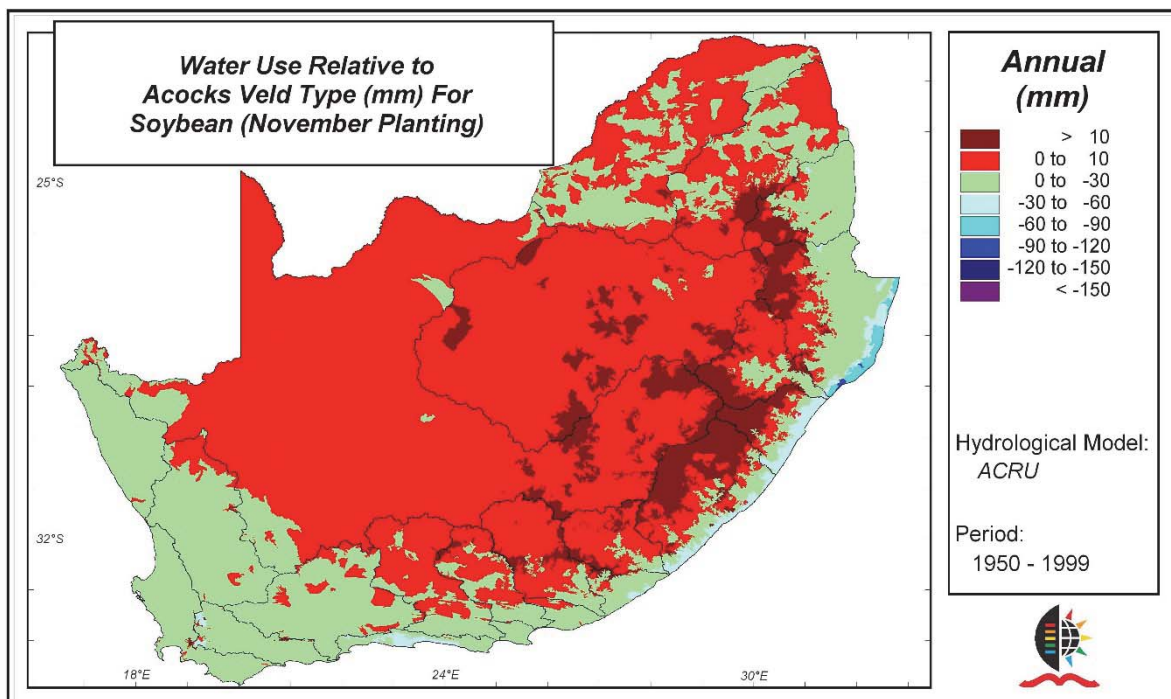 Water Use Relative to
Acocks Veld Type (mm) For
Soybean (November Planting)
25°S
32°S
18°E
24°E
30°E
Annual
(mm)
> 10
0 to 10
0 to -30
-30 to -60
-60 to -90
-90 to -120
-120 to -150
< -150
Hydrological Model:
ACRU
Period:
1950 - 1999